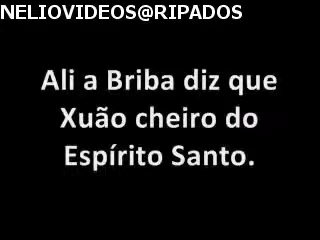 NELIOVIDEOS@RIPADOS
Ali a Briba diz que
Xuão cheiro do
Espírito Santo.